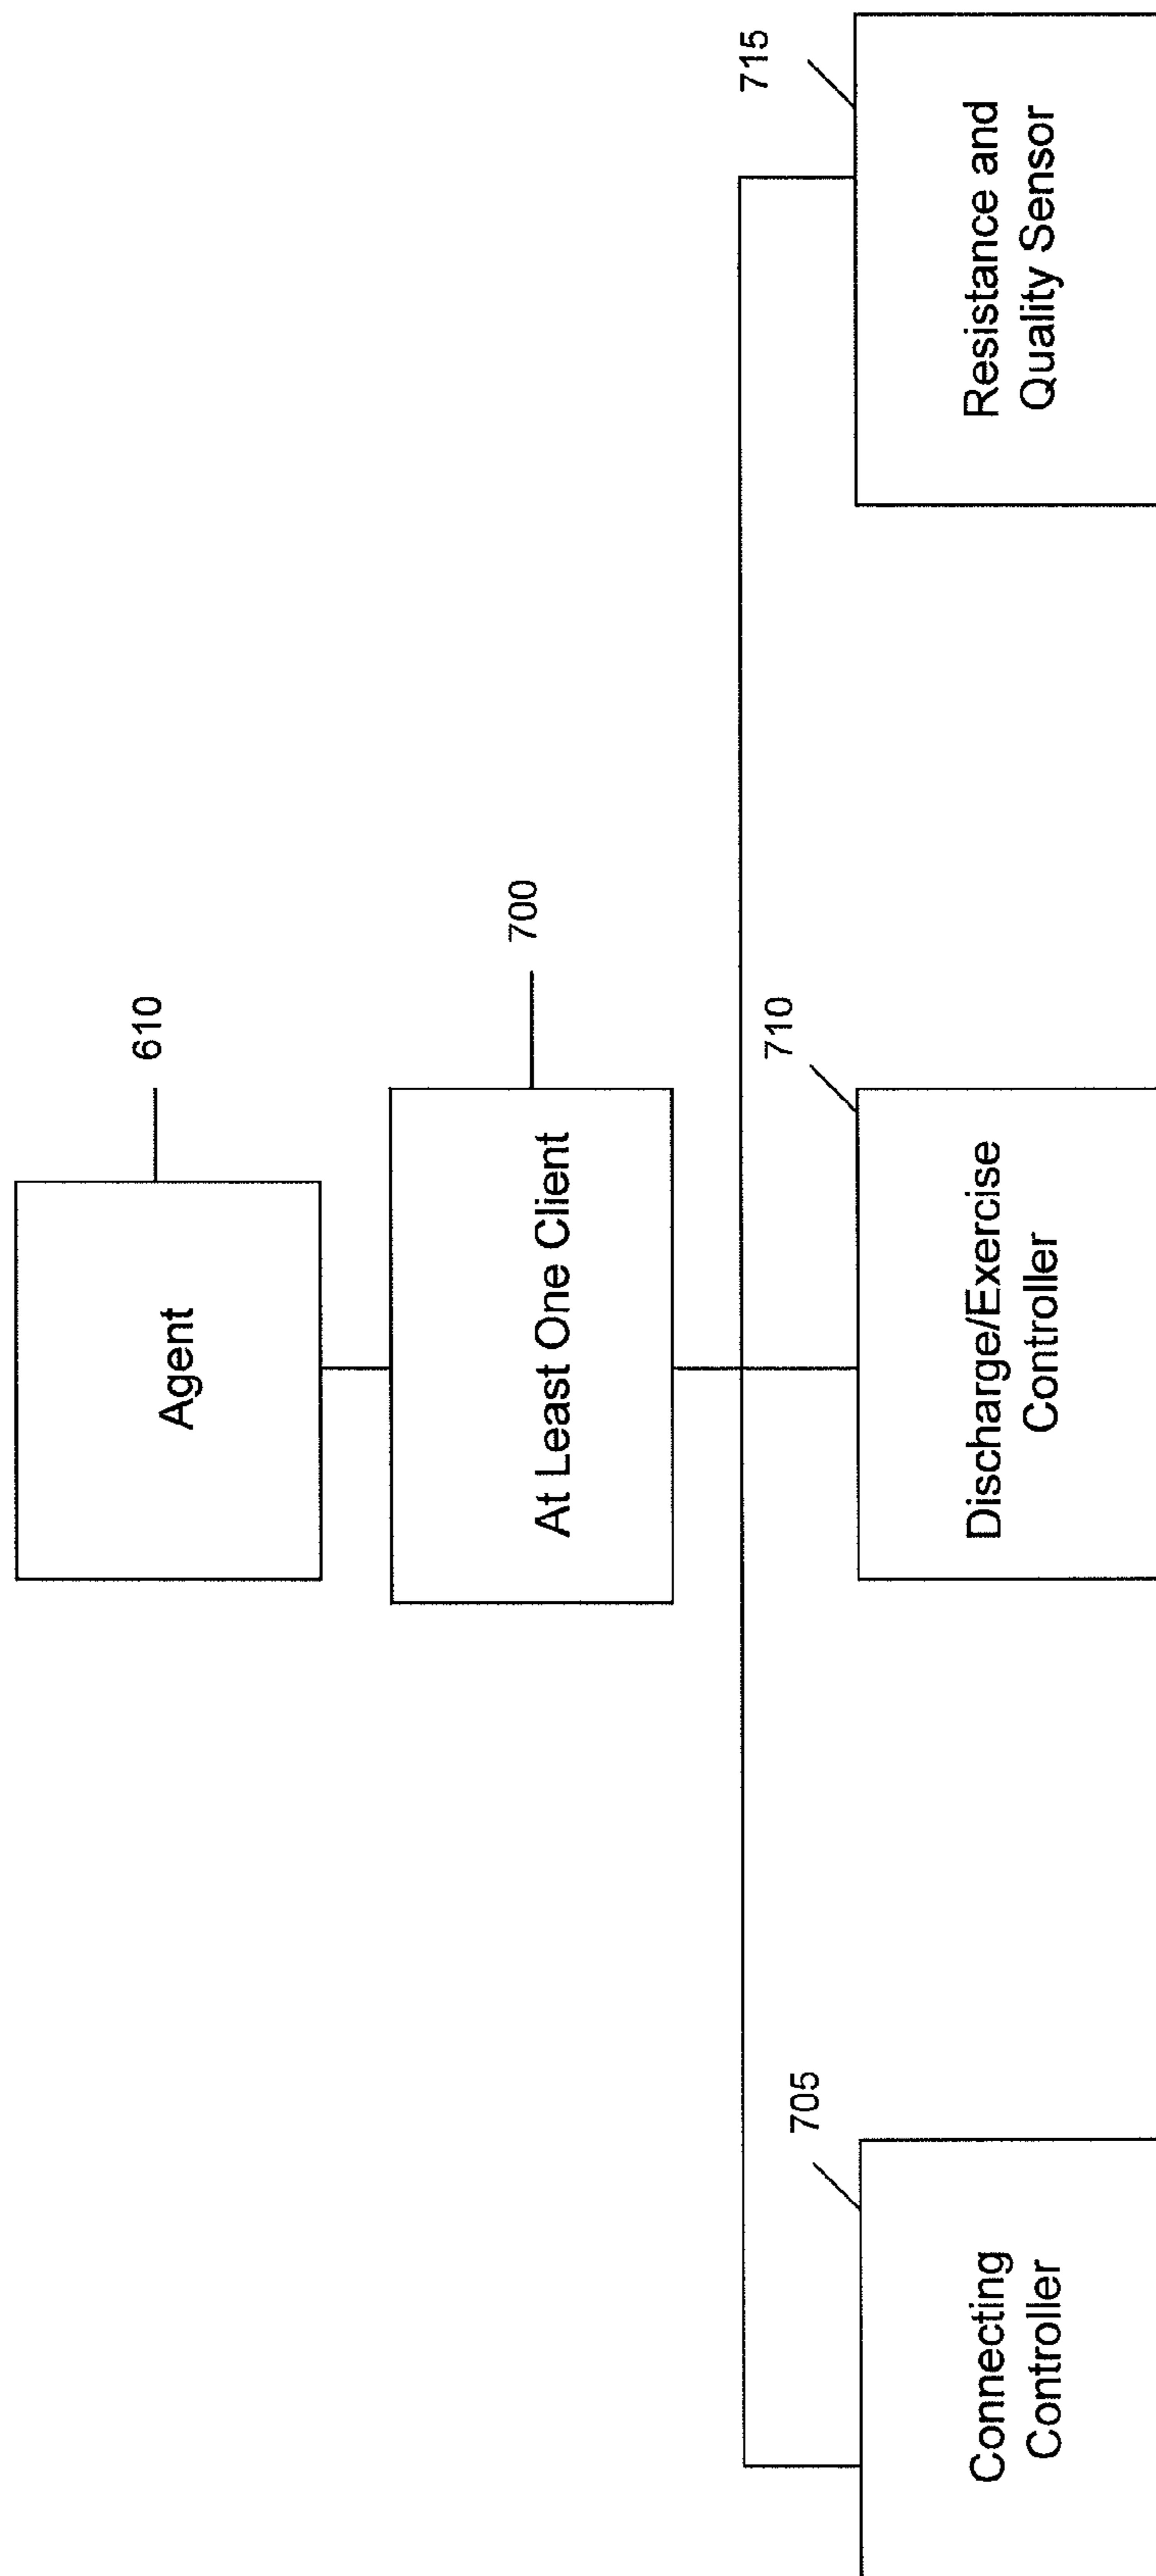 Agent
610
At Least One Client
700
Connecting
Controller
705
Discharge/Exercise
Controller
710
Resistance and
Quality Sensor
715